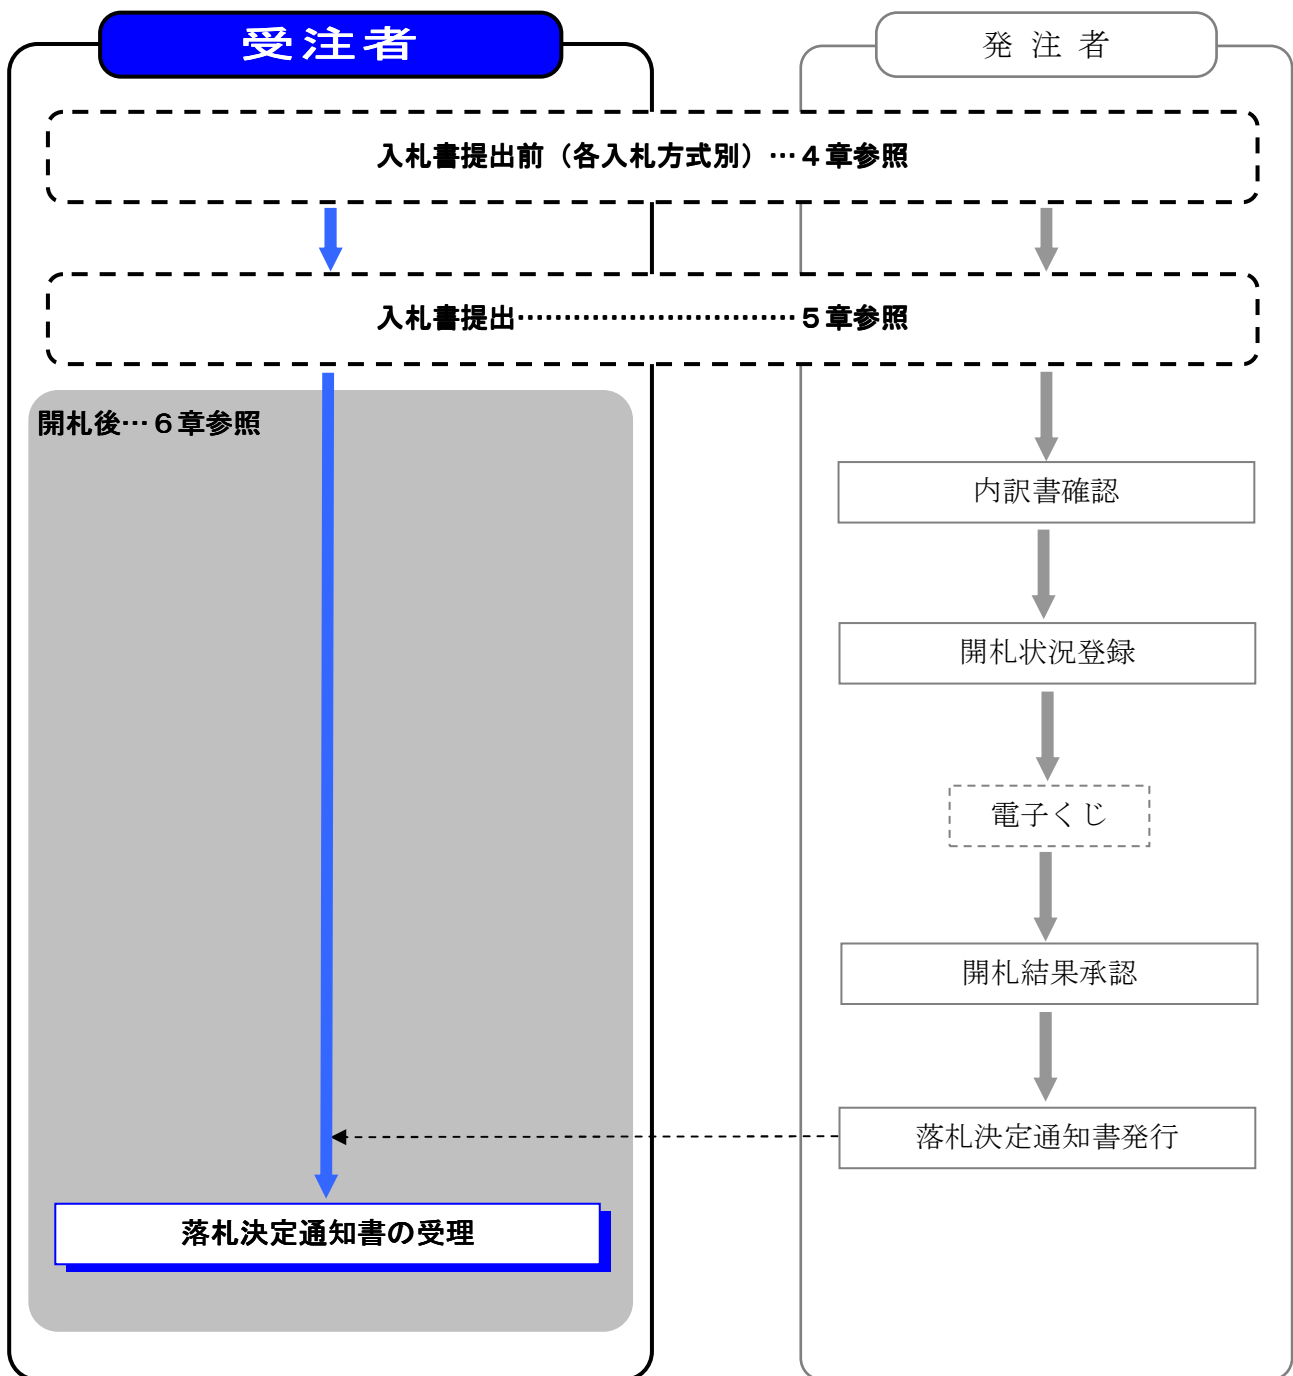 受注者
発注者
入札書提出前（各入札方式別）…４章参照
入札書提出…………………………５章参照
開札後…６章参照
内訳書確認
開札状況登録
電子くじ
開札結果承認
落札決定通知書発行
落札決定通知書の受理